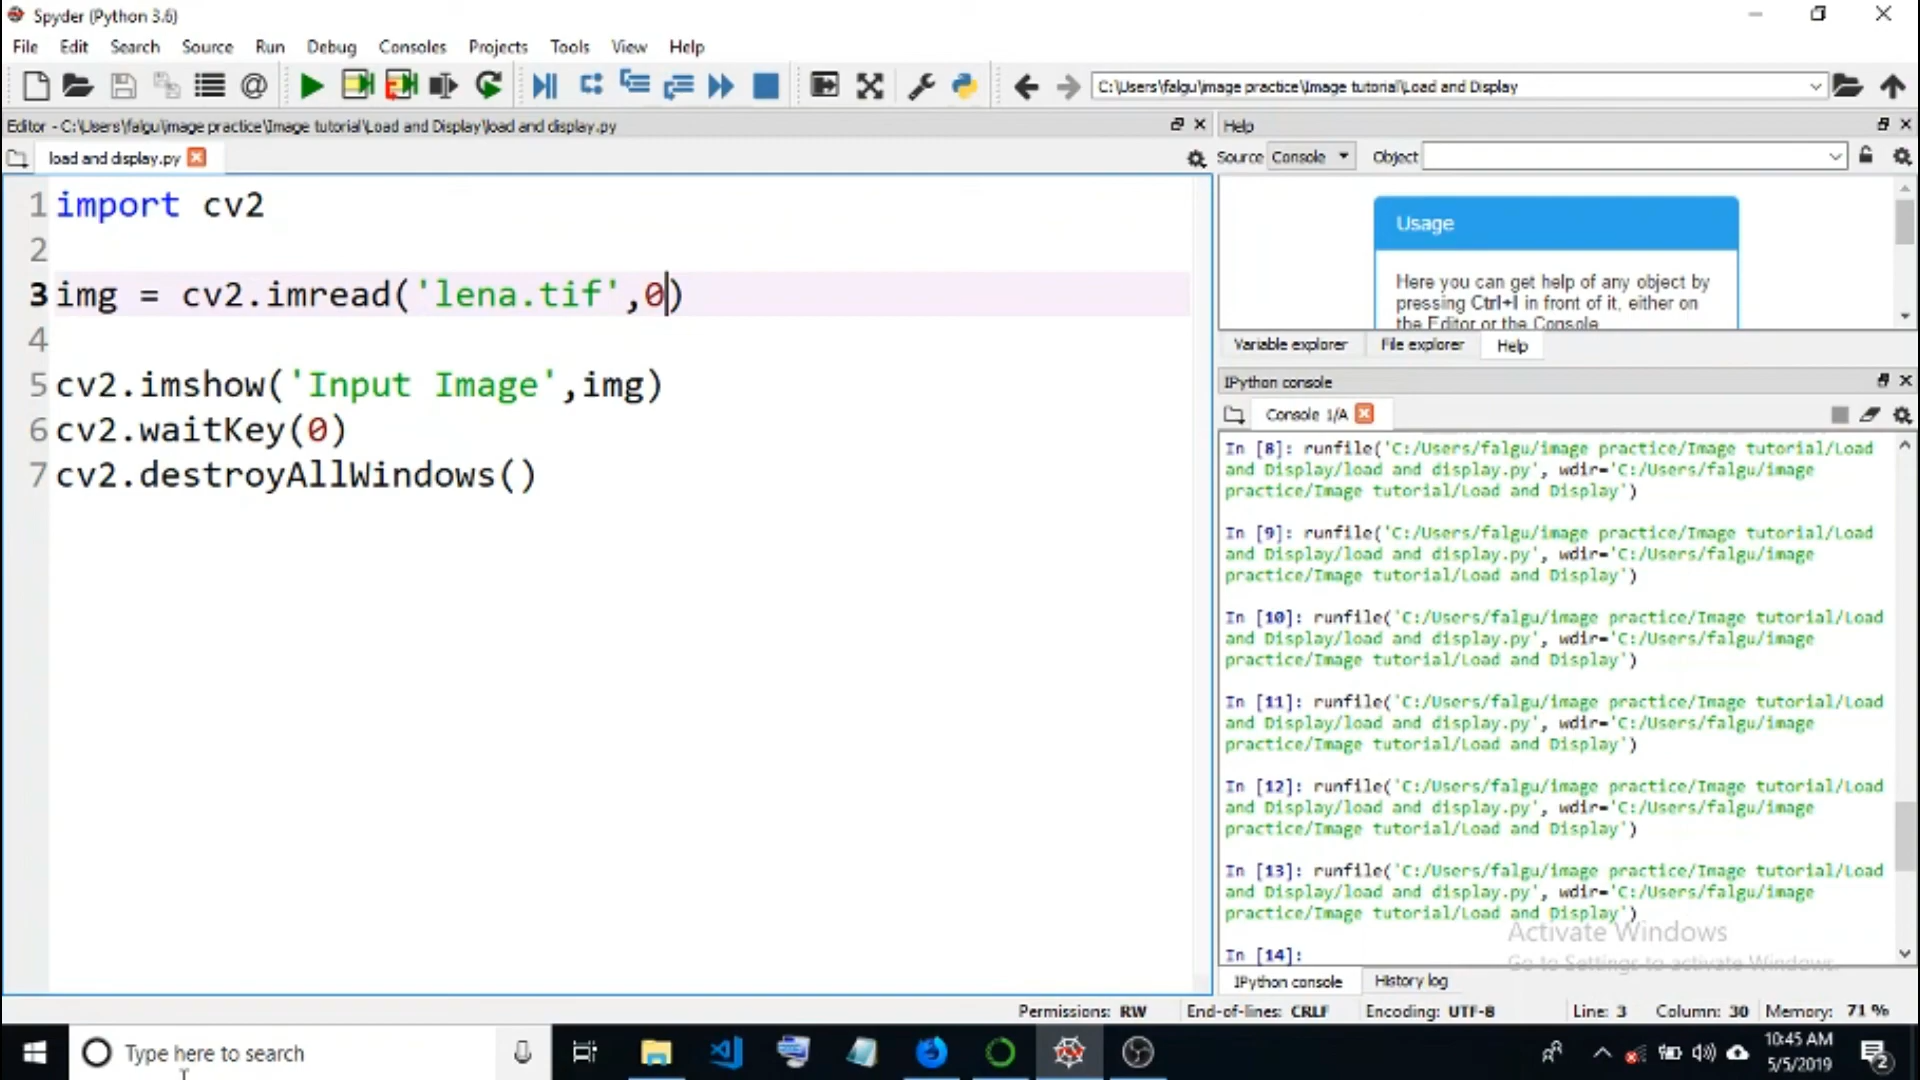 Spyder (Python 3.6)
File Edit Search Source Run Debug Consoles Projects Tools View Help
C:\Users\falgu\image practice\Image tutorial\Load and Display
Editor - C:\Users\falgu\image practice\Image tutorial\Load and Display\load and display.py
load and display.py
1 import cv2
2
3 img = cv2.imread('lena.tif',0)
4
5 cv2.imshow('Input Image',img)
6 cv2.waitKey(0)
7 cv2.destroyAllWindows()
Help
Source Console Object
Usage
Here you can get help of any object by
pressing Ctrl+I in front of it, either on
the Editor or the Console
Variable explorer File explorer Help
IPython console
Console 1/A
In [8]: runfile('C:/Users/falgu/image practice/Image tutorial/Load
and Display/load and display.py', wdir='C:/Users/falgu/image
practice/Image tutorial/Load and Display')
In [9]: runfile('C:/Users/falgu/image practice/Image tutorial/Load
and Display/load and display.py', wdir='C:/Users/falgu/image
practice/Image tutorial/Load and Display')
In [10]: runfile('C:/Users/falgu/image practice/Image tutorial/Load
and Display/load and display.py', wdir='C:/Users/falgu/image
practice/Image tutorial/Load and Display')
In [11]: runfile('C:/Users/falgu/image practice/Image tutorial/Load
and Display/load and display.py', wdir='C:/Users/falgu/image
practice/Image tutorial/Load and Display')
In [12]: runfile('C:/Users/falgu/image practice/Image tutorial/Load
and Display/load and display.py', wdir='C:/Users/falgu/image
practice/Image tutorial/Load and Display')
In [13]: runfile('C:/Users/falgu/image practice/Image tutorial/Load
and Display/load and display.py', wdir='C:/Users/falgu/image
practice/Image tutorial/Load and Display')
Activate Windows
In [14]:
Go to Settings to activate Windows.
IPython console History log
Permissions: RW End-of-lines: CRLF Encoding: UTF-8 Line: 3 Column: 30 Memory: 71 %
Type here to search
10:45 AM
5/5/2019
2